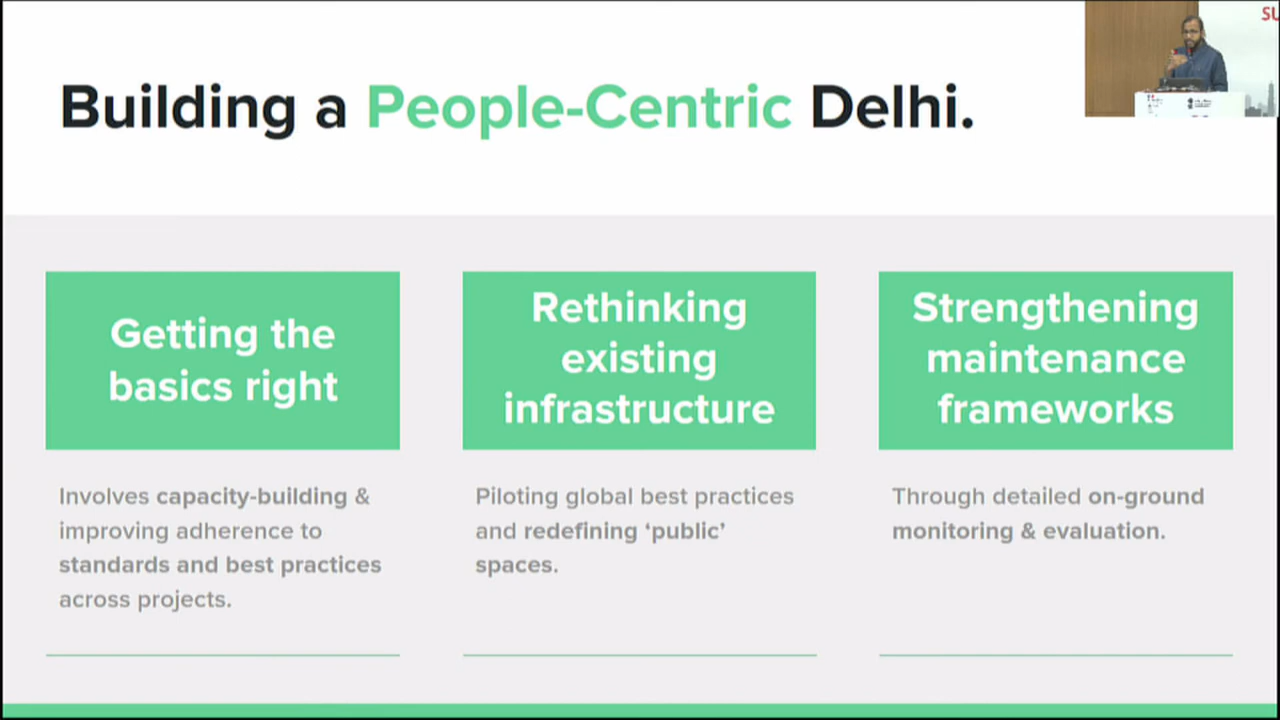 Building a People-Centric Delhi.
SU
Getting the
basics right
Rethinking
existing
infrastructure
Strengthening
maintenance
frameworks
Involves capacity-building &
improving adherence to
standards and best practices
across projects.
Piloting global best practices
and redefining ‘public’
spaces.
Through detailed on-ground
monitoring & evaluation.